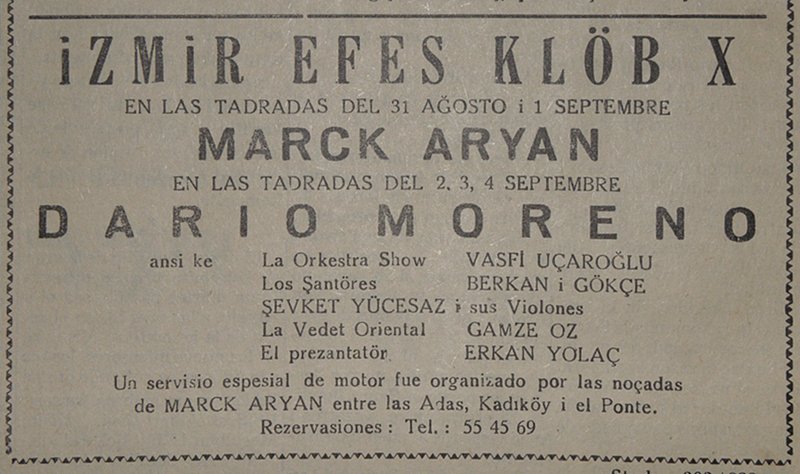 İZMİR EFES KLÖB X
EN LAS TADRADAS DEL 31 AĞOSTO i 1 SEPTEMBRE
MARCK ARYAN
EN LAS TADRADAS DEL 2, 3, 4 SEPTEMBRE
DARIO MORENO
ansi ke La Orkestra Show VASFİ UÇAROĞLU
Los Şantöres BERKAN i GÖKÇE
ŞEVKET YÜCESAZ i sus Violones
La Vedet Oriental GAMZE OZ
El prezantatör ERKAN YOLAÇ
Un servisio espesial de motor fue organizado por las noçadas
de MARCK ARYAN entre las Adas, Kadıköy i el Ponte.
Rezervasiones : Tel. : 55 45 69